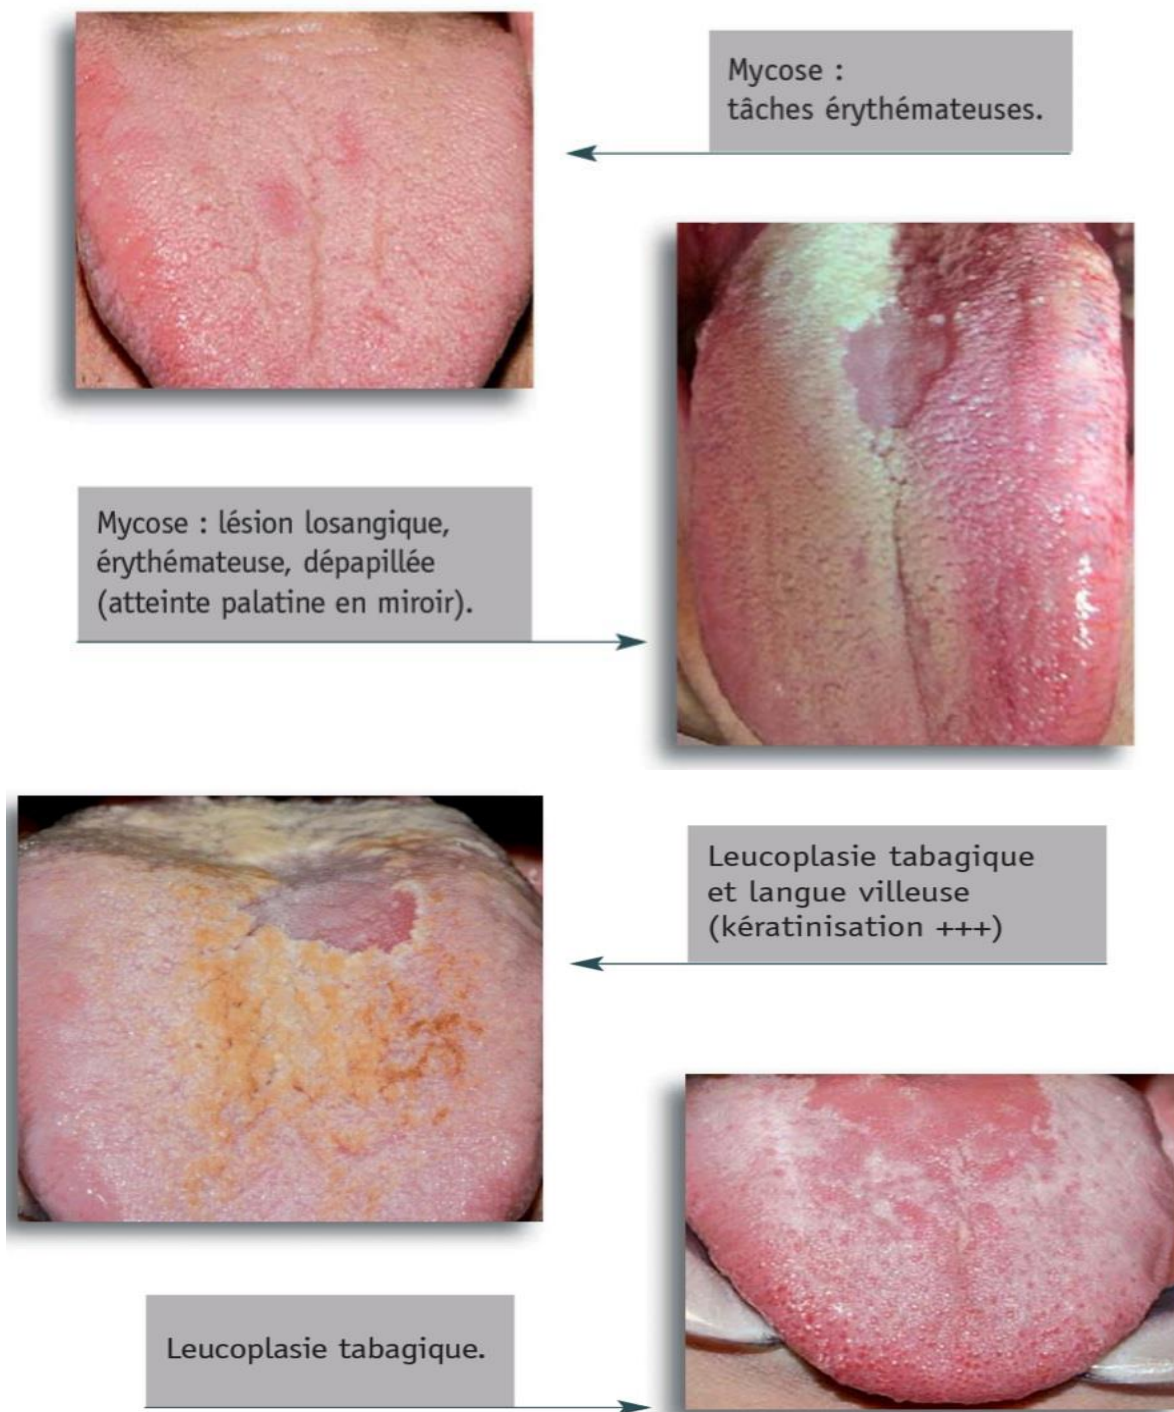 Mycose :
tâches érythémateuses.
Mycose : lésion losangique,
érythémateuse, dépapillée
(atteinte palatine en miroir).
Leucoplasie tabagique
et langue villeuse
(kératinisation +++)
Leucoplasie tabagique.